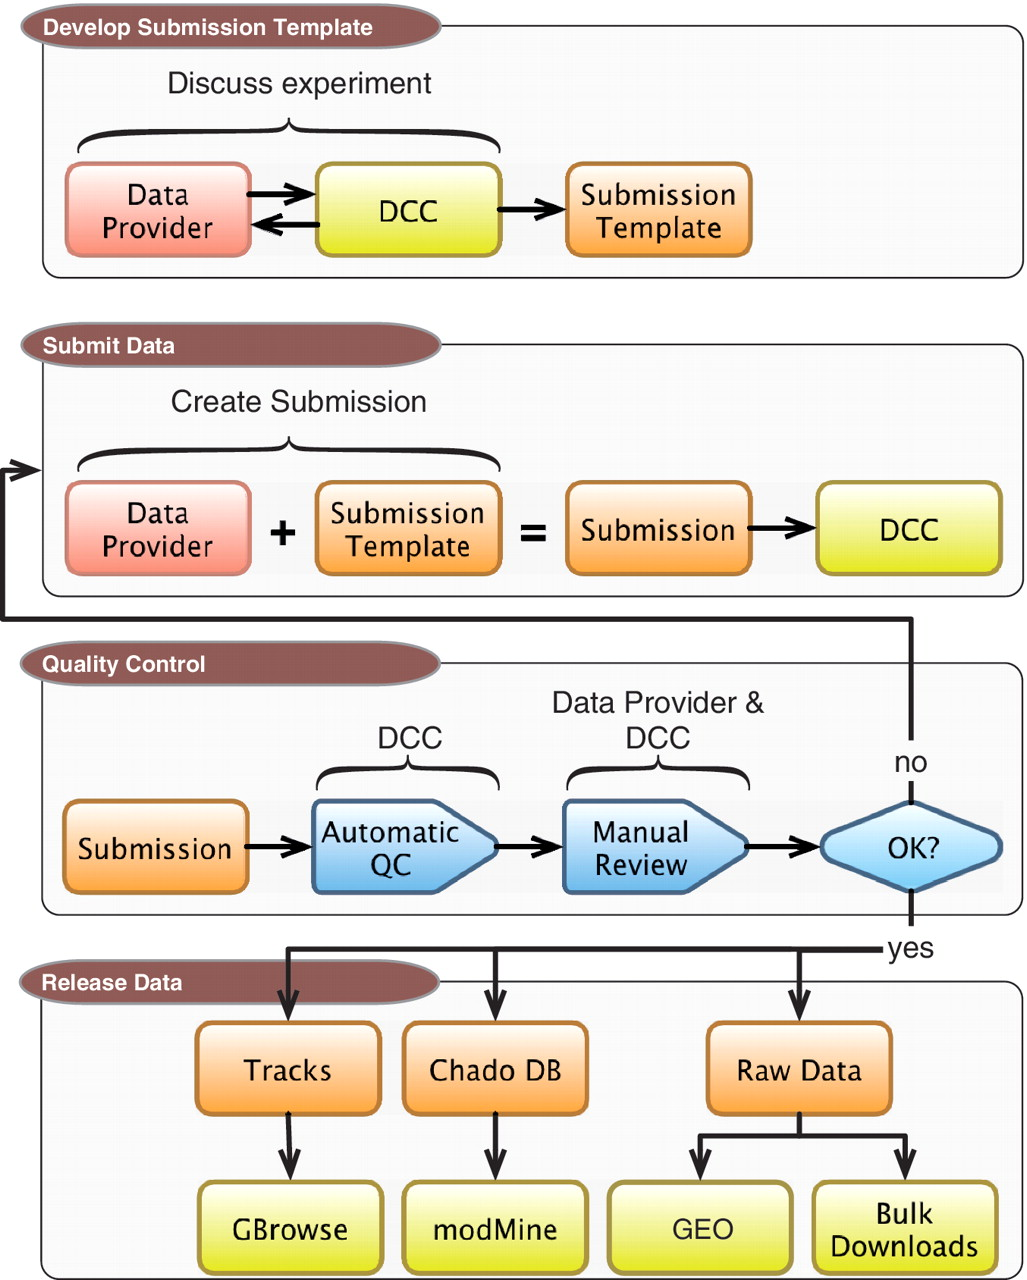 Develop Submission Template
Discuss experiment
Data
Provider
DCC
Submission
Template
Submit Data
Create Submission
Data
Provider
+
Submission
Template
=
Submission
DCC
Quality Control
DCC
Data Provider &
DCC
no
Submission
Automatic
QC
Manual
Review
OK?
yes
Release Data
Tracks
Chado DB
Raw Data
GBrowse
modMine
GEO
Bulk
Downloads